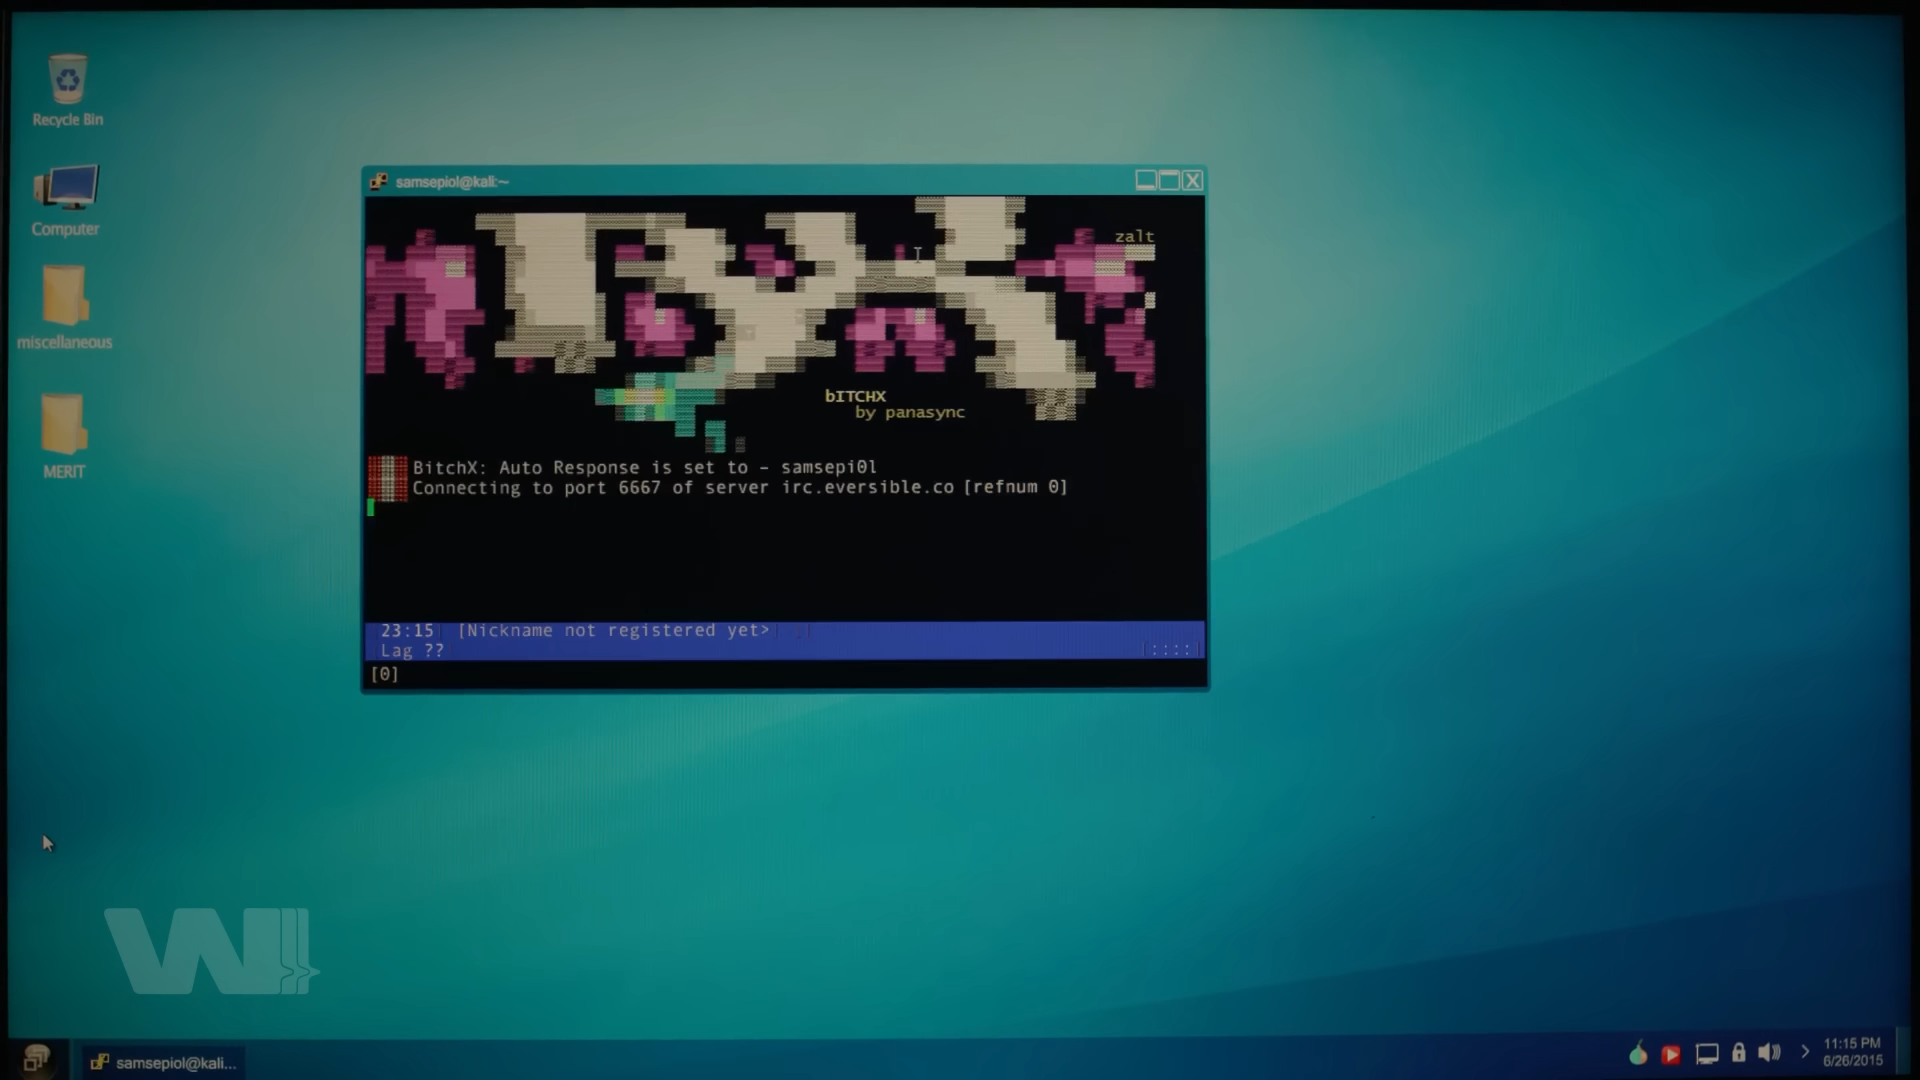 Recycle Bin
Computer
miscellaneous
MERIT
samsepiol@kali:~
zalt
bITCHX
by panasync
BitchX: Auto Response is set to - samsepi0l
Connecting to port 6667 of server irc.eversible.co [refnum 0]
23:15 [Nickname not registered yet>
Lag ??
[::::]
[0]
samsepiol@kali...
11:15 PM
6/26/2015